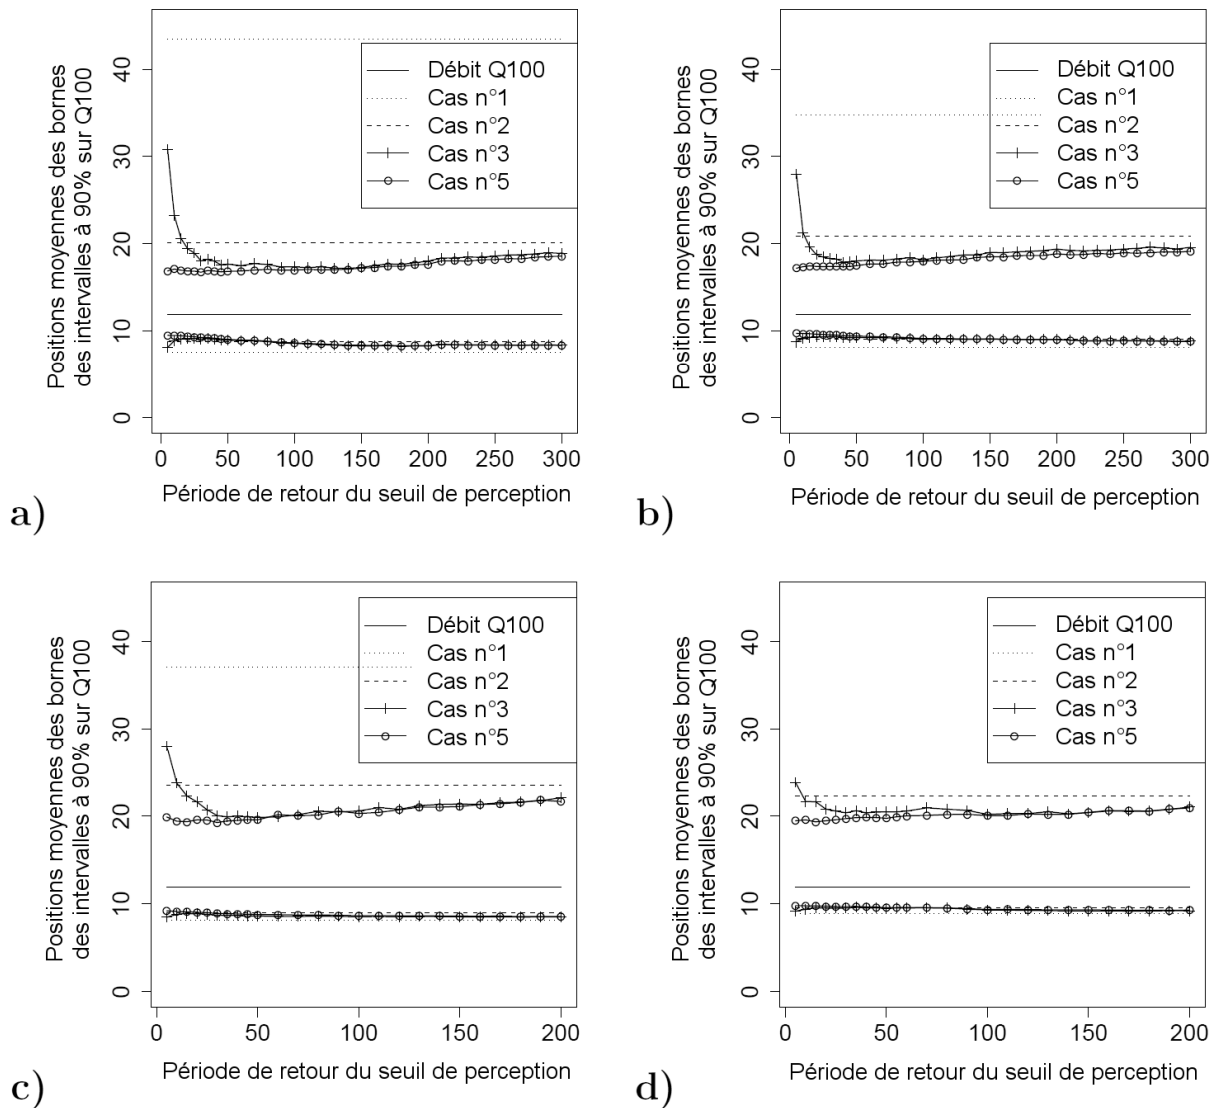 Positions moyennes des bornes
des intervalles à 90% sur Q100
40
30
20
10
0
Débit Q100
Cas n°1
Cas n°2
Cas n°3
Cas n°5
0 50 100 150 200 250 300
Période de retour du seuil de perception
a)
Positions moyennes des bornes
des intervalles à 90% sur Q100
40
30
20
10
0
Débit Q100
Cas n°1
Cas n°2
Cas n°3
Cas n°5
0 50 100 150 200 250 300
Période de retour du seuil de perception
b)
Positions moyennes des bornes
des intervalles à 90% sur Q100
40
30
20
10
0
Débit Q100
Cas n°1
Cas n°2
Cas n°3
Cas n°5
0 50 100 150 200
Période de retour du seuil de perception
c)
Positions moyennes des bornes
des intervalles à 90% sur Q100
40
30
20
10
0
Débit Q100
Cas n°1
Cas n°2
Cas n°3
Cas n°5
0 50 100 150 200
Période de retour du seuil de perception
d)